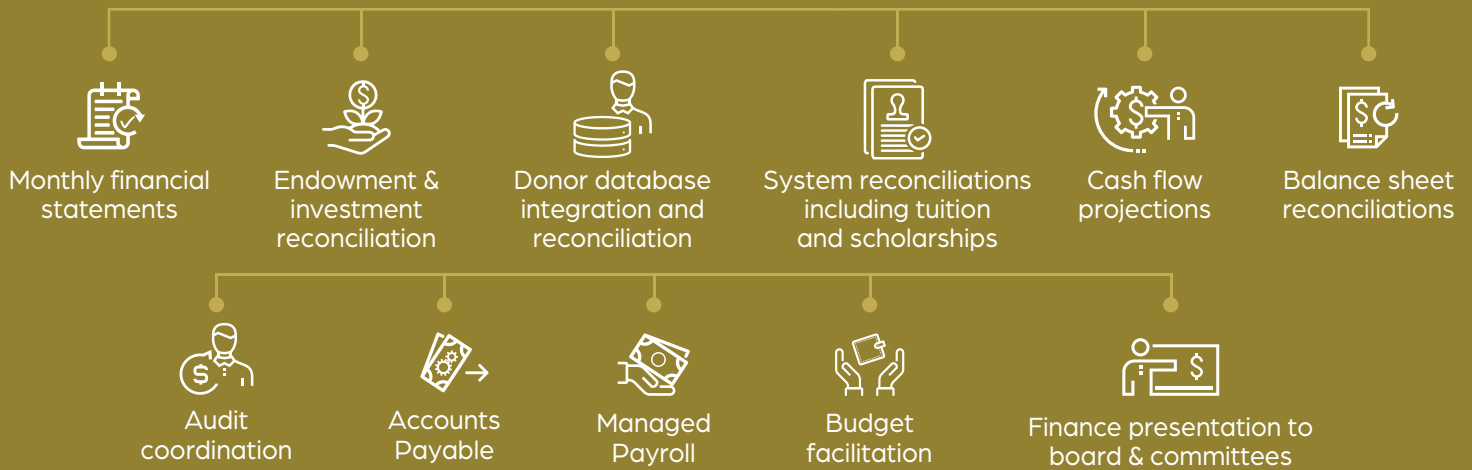 Monthly financial
statements
Endowment &
investment
reconciliation
Donor database
integration and
reconciliation
System reconciliations
including tuition
and scholarships
Cash flow
projections
Balance sheet
reconciliations
Audit
coordination
Accounts
Payable
Managed
Payroll
Budget
facilitation
Finance presentation to
board & committees